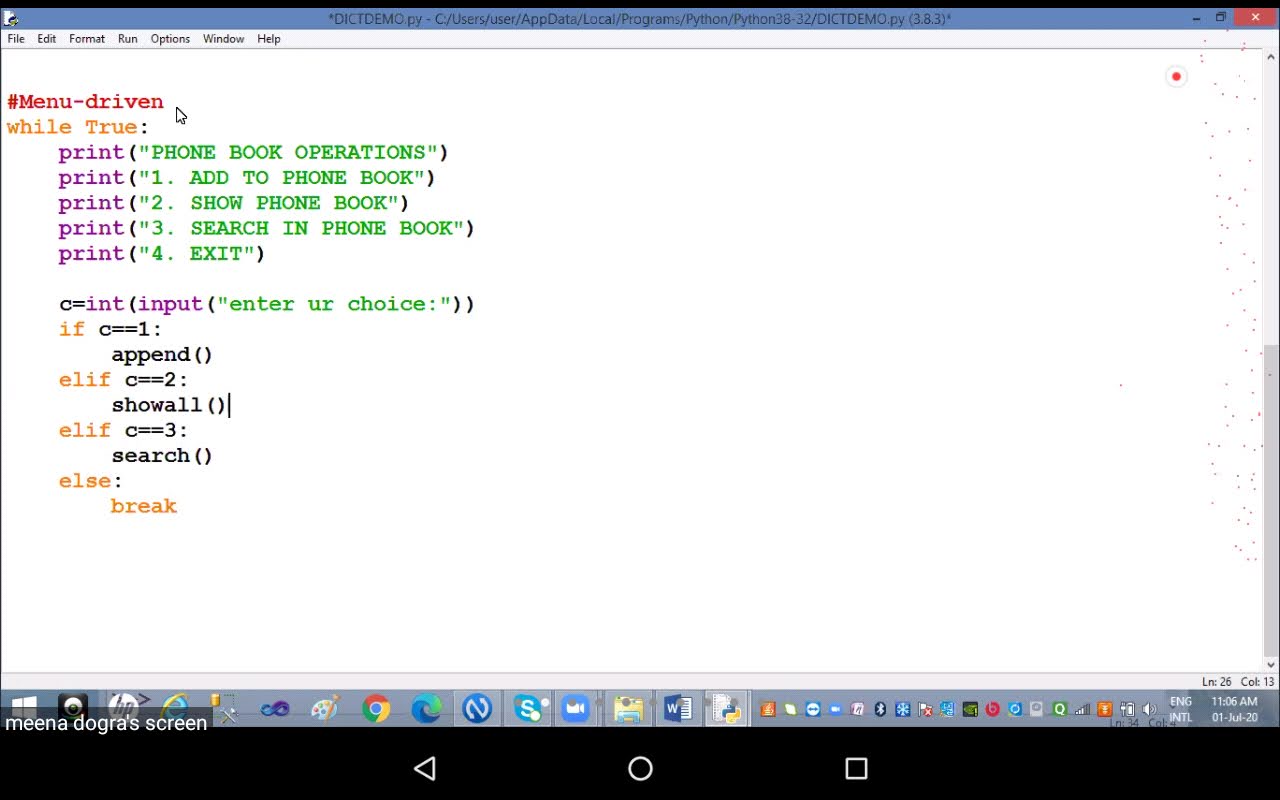 *DICTDEMO.py - C:/Users/user/AppData/Local/Programs/Python/Python38-32/DICTDEMO.py (3.8.3)*
File Edit Format Run Options Window Help
#Menu-driven
while True:
    print("PHONE BOOK OPERATIONS")
    print("1. ADD TO PHONE BOOK")
    print("2. SHOW PHONE BOOK")
    print("3. SEARCH IN PHONE BOOK")
    print("4. EXIT")
    c=int(input("enter ur choice:"))
    if c==1:
        append()
    elif c==2:
        showall()
    elif c==3:
        search()
    else:
        break
Ln: 26 Col: 13
ENG 11:06 AM
INTL 01-Jul-20
meena dogra's screen